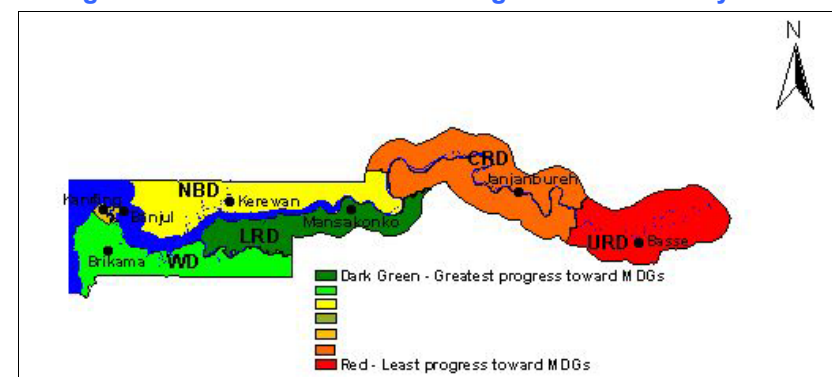 N
CRD
Janjanbureh
NBD
Kerewan
Kanifing
Banjul
Mansakonko
LRD
URD
Basse
Brikama
WD
Dark Green - Greatest progress toward MDGs
Red - Least progress toward MDGs